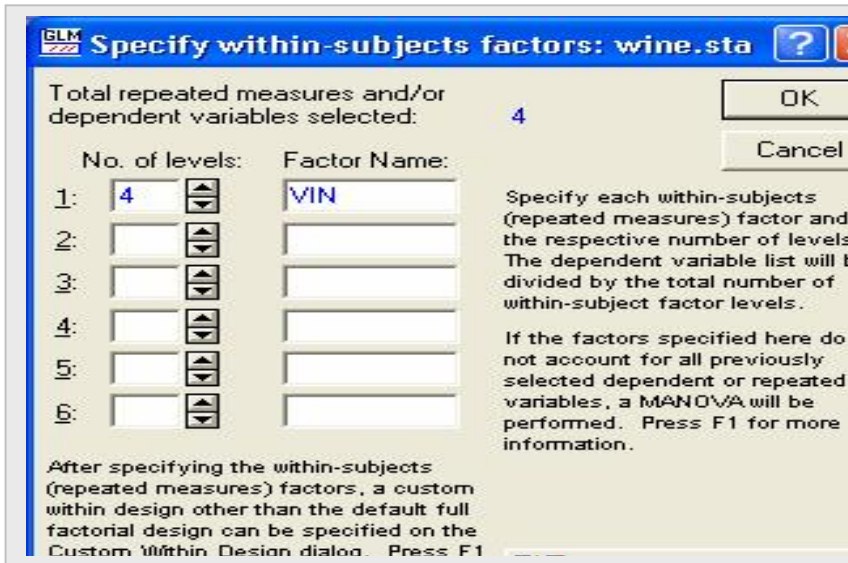 GLM Specify within-subjects factors: wine.sta ?
Total repeated measures and/or
dependent variables selected: 4
OK
Cancel
No. of levels: Factor Name:
1: 4 VIN
2:
3:
4:
5:
6:
Specify each within-subjects
(repeated measures) factor and
the respective number of levels
The dependent variable list will
divided by the total number of
within-subject factor levels.
If the factors specified here do
not account for all previously
selected dependent or repeated
variables, a MANOVA will be
performed. Press F1 for more
information.
After specifying the within-subjects
(repeated measures) factors, a custom
within design other than the default full
factorial design can be specified on the
Custom Within Design dialog. Press F1